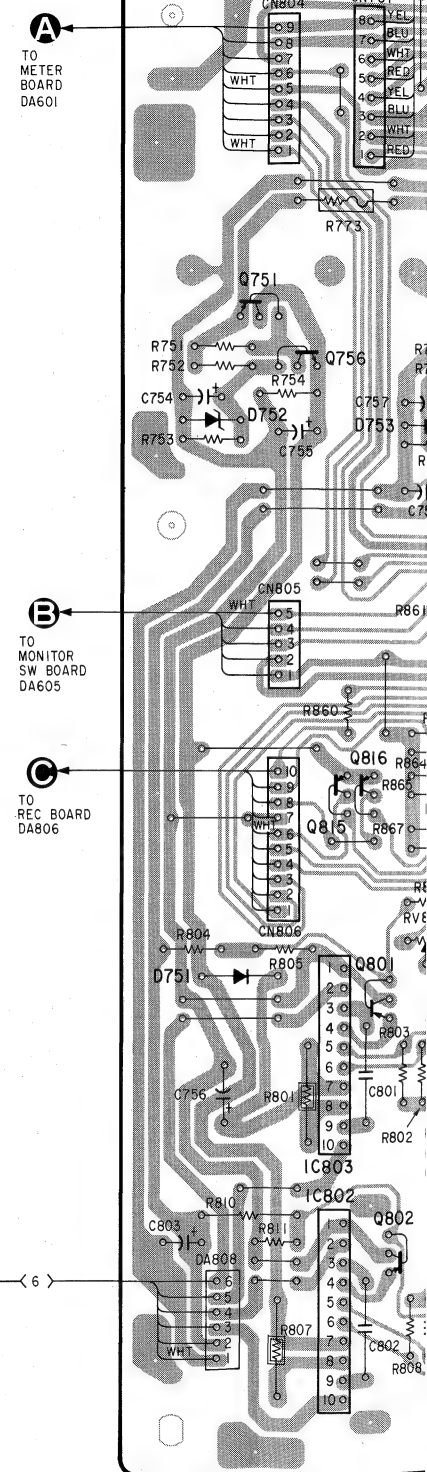 CN804
A
TO
METER
BOARD
DA601
9
8
7
6
5
4
3
2
1
WHT
WHT
8
7
6
5
4
3
2
1
YEL
BLU
WHT
RED
YEL
BLU
WHT
RED
R773
Q751
R751
R752
Q756
R754
C754
+
D752
R753
C755
+
C757
D753
B
TO
MONITOR
SW BOARD
DA605
CN805
WHT
5
4
3
2
1
R861
R860
C
TO
REC BOARD
DA806
10
9
8
7
6
5
4
3
2
1
WHT
CN806
Q816
R864
R865
Q815
R867
R804
R805
D751
Q801
1
2
3
4
5
6
7
8
9
10
R803
C756
+
R801
C801
R802
IC803
IC802
R810
R811
C803
+
Q802
DA808
6
6
5
4
3
2
1
WHT
1
2
3
4
5
6
7
8
9
10
R807
C802
R808